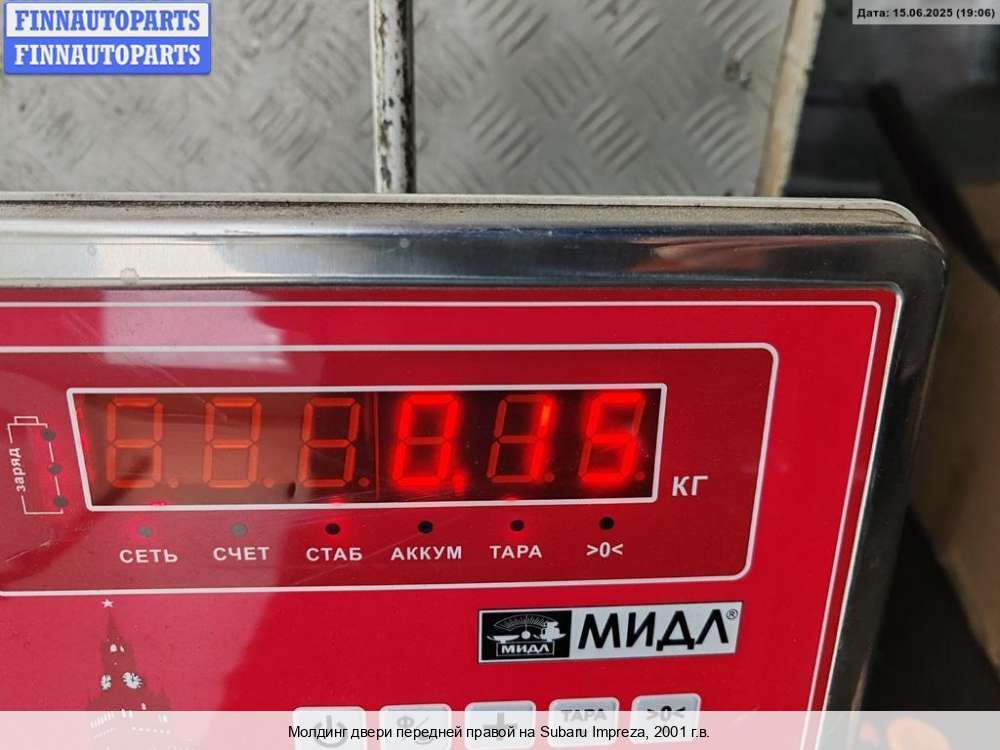 FINNAUTOPARTS
FINNAUTOPARTS
Дата: 15.06.2025 (19:06)
заряд
0.15
КГ
СЕТЬ СЧЕТ СТАБ АККУМ ТАРА >0<
МИДЛ МИДЛ®
ТАРА >0<
Молдинг двери передней правой на Subaru Impreza, 2001 г.в.